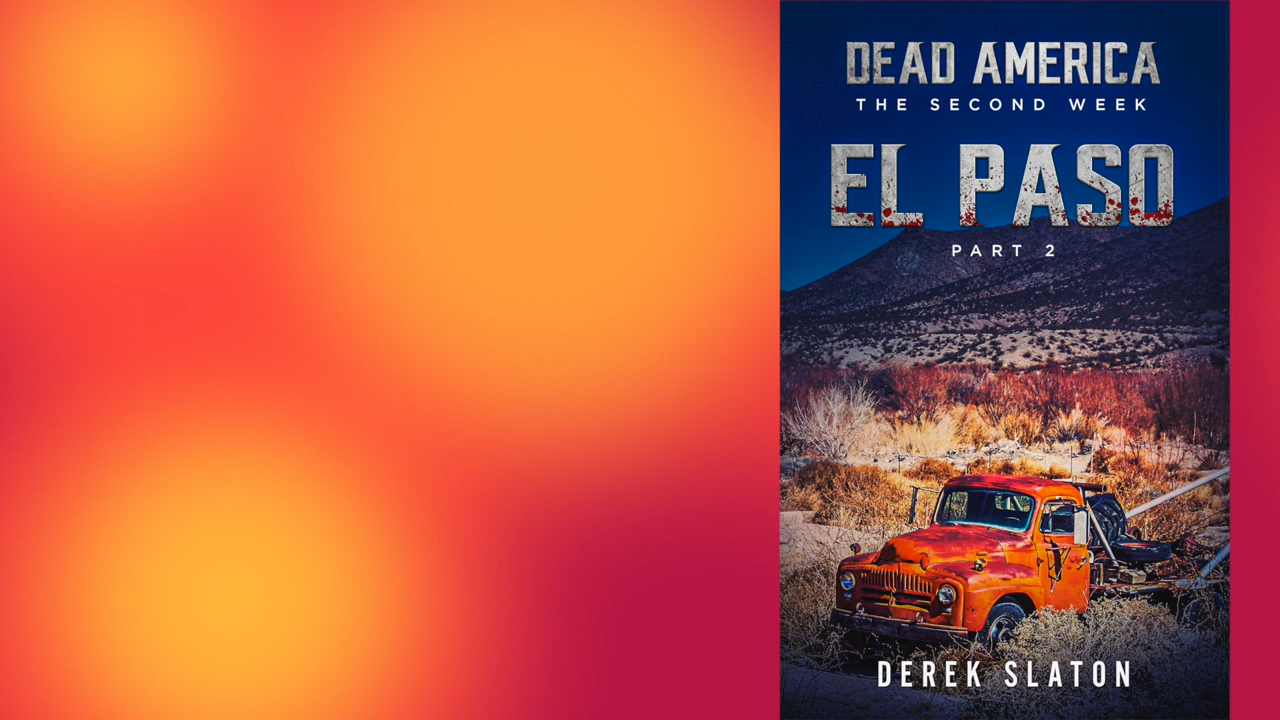 DEAD AMERICA
THE SECOND WEEK
EL PASO
PART 2
DEREK SLATON